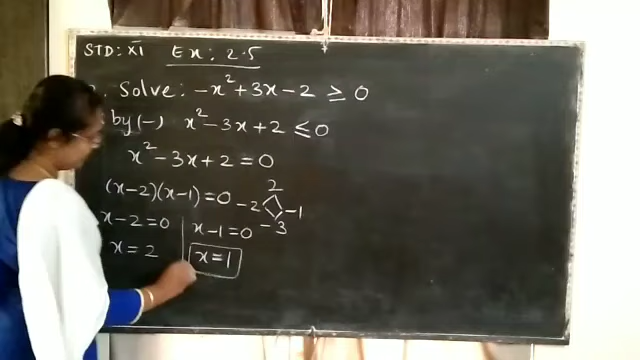 STD: XI Ex: 2.5
Solve: -x²+3x-2 ≥ 0
by (-) x²-3x+2 ≤ 0
x²-3x+2=0
(x-2)(x-1)=0
2
-2 -1
-3
x-2=0 x-1=0
x=2 x=1